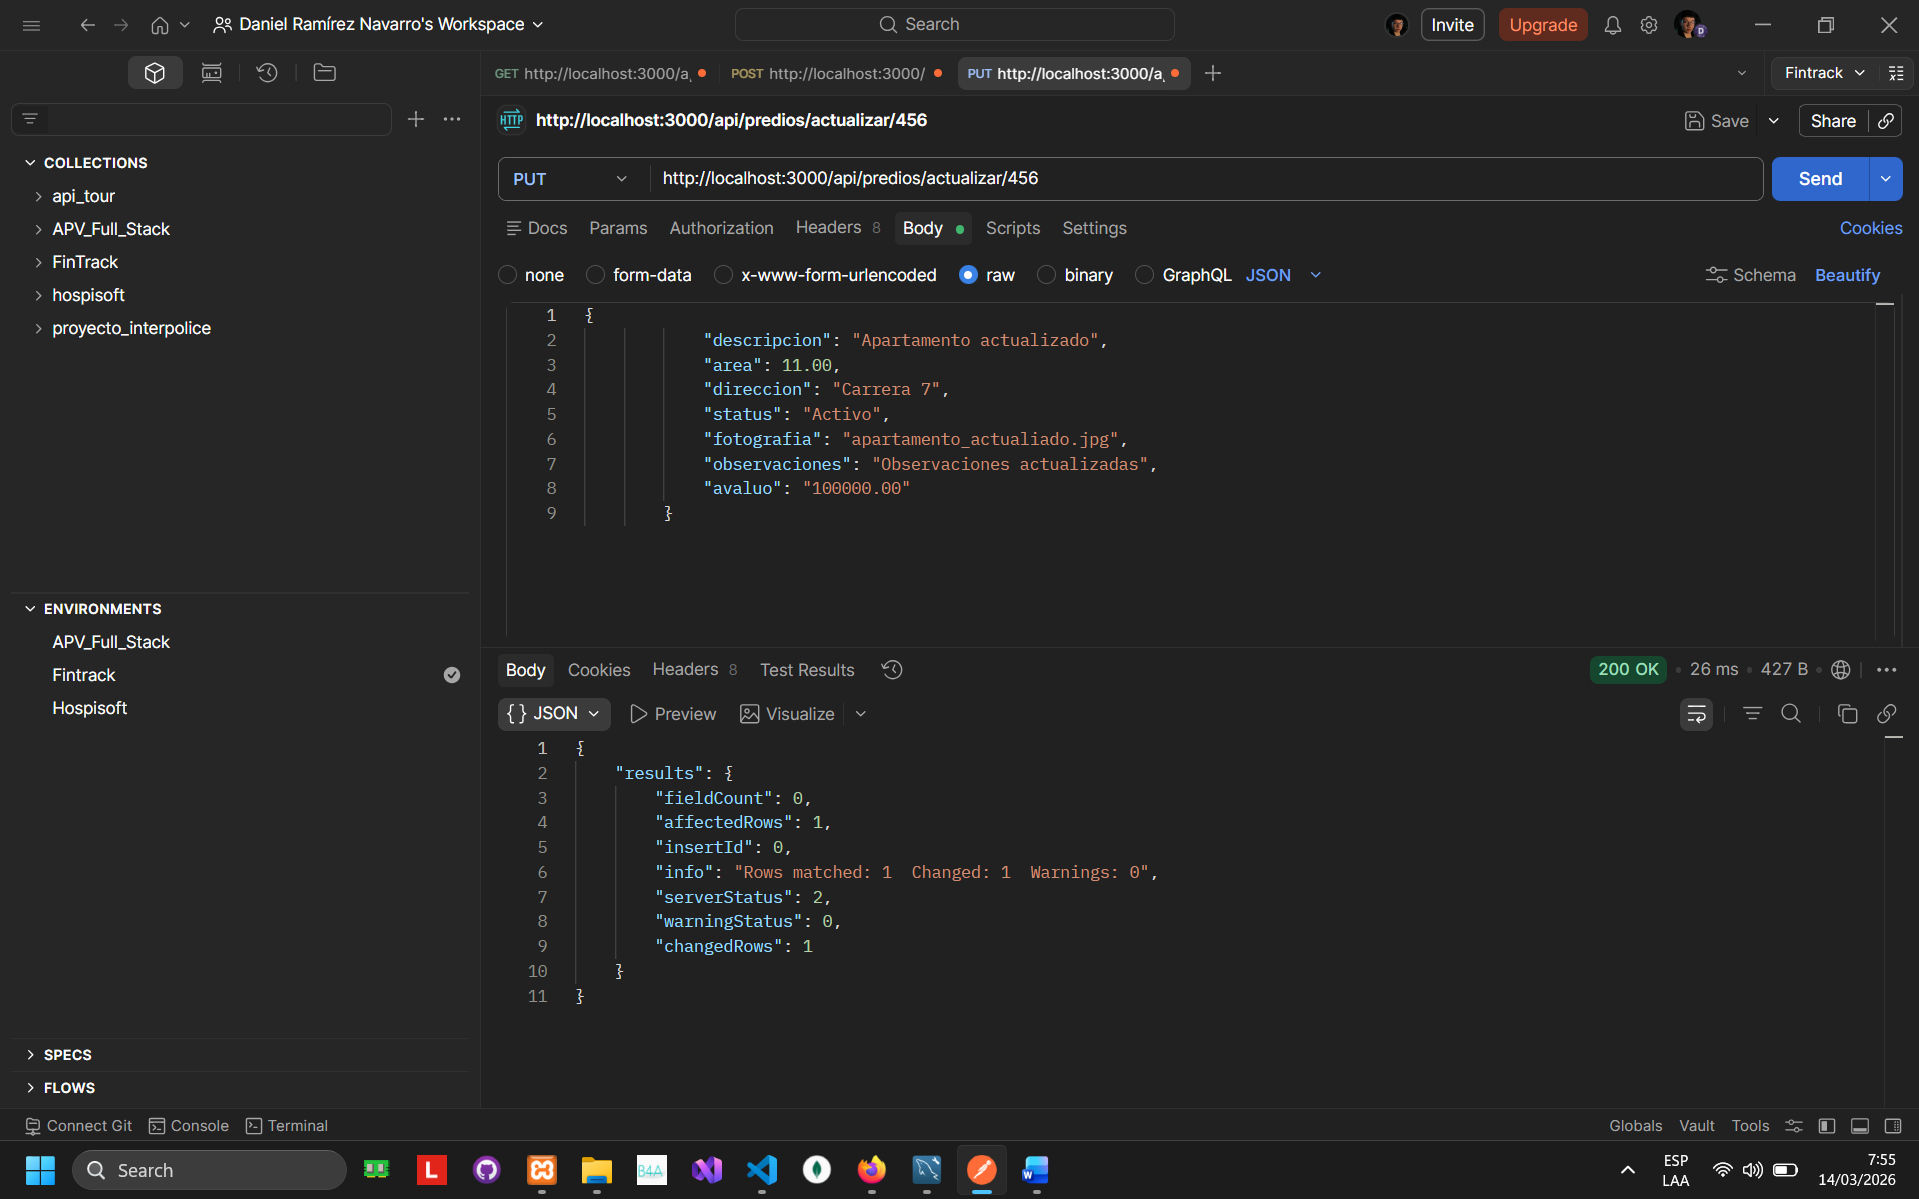 Daniel Ramírez Navarro's Workspace
Search
Invite
Upgrade
GET http://localhost:3000/a
POST http://localhost:3000/
PUT http://localhost:3000/a
Fintrack
HTTP http://localhost:3000/api/predios/actualizar/456
Save
Share
COLLECTIONS
api_tour
APV_Full_Stack
FinTrack
hospisoft
proyecto_interpolice
PUT http://localhost:3000/api/predios/actualizar/456
Send
Docs Params Authorization Headers 8 Body Scripts Settings
Cookies
none form-data x-www-form-urlencoded raw binary GraphQL JSON
Schema Beautify
1 {
2 "descripcion": "Apartamento actualizado",
3 "area": 11.00,
4 "direccion": "Carrera 7",
5 "status": "Activo",
6 "fotografia": "apartamento_actualiado.jpg",
7 "observaciones": "Observaciones actualizadas",
8 "avaluo": "100000.00"
9 }
ENVIRONMENTS
APV_Full_Stack
Fintrack
Hospisoft
Body Cookies Headers 8 Test Results
200 OK 26 ms 427 B
{} JSON Preview Visualize
1 {
2 "results": {
3 "fieldCount": 0,
4 "affectedRows": 1,
5 "insertId": 0,
6 "info": "Rows matched: 1  Changed: 1  Warnings: 0",
7 "serverStatus": 2,
8 "warningStatus": 0,
9 "changedRows": 1
10 }
11 }
SPECS
FLOWS
Connect Git Console Terminal
Globals Vault Tools
Search
L
B4A
ESP
LAA
7:55
14/03/2026